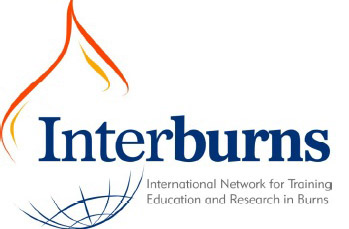 Interburns
International Network for Training
Education and Research in Burns